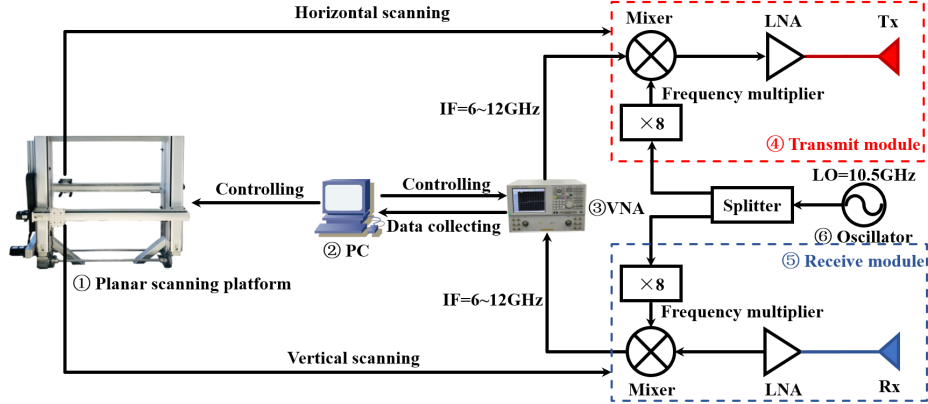 Horizontal scanning
Mixer
LNA
Tx
IF=6~12GHz
Frequency multiplier
×8
④ Transmit module
LO=10.5GHz
Controlling
Controlling
Data collecting
③VNA
Splitter
⑥ Oscillator
② PC
① Planar scanning platform
⑤ Receive module
×8
IF=6~12GHz
Frequency multiplier
Vertical scanning
Mixer
LNA
Rx